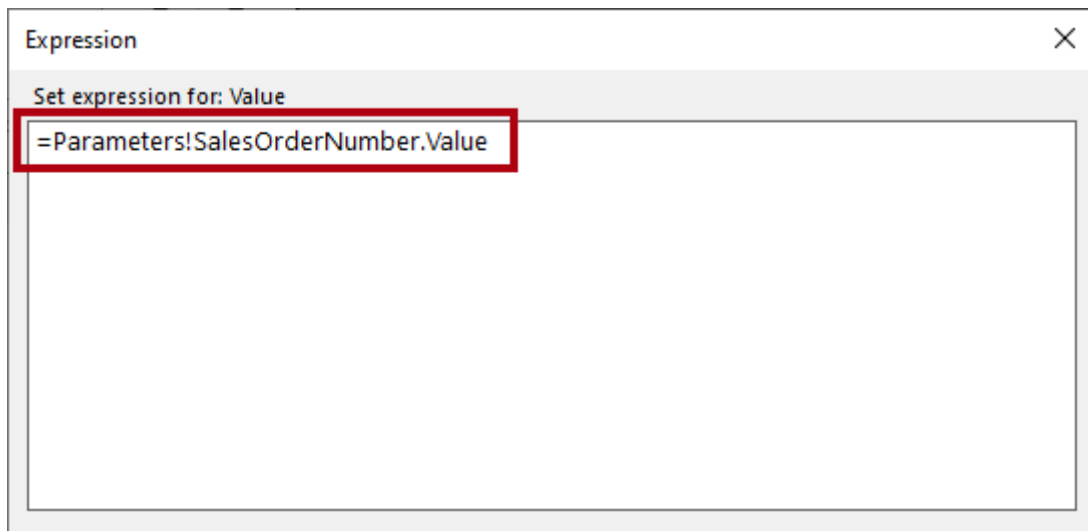 Expression
Set expression for: Value
=Parameters!SalesOrderNumber.Value